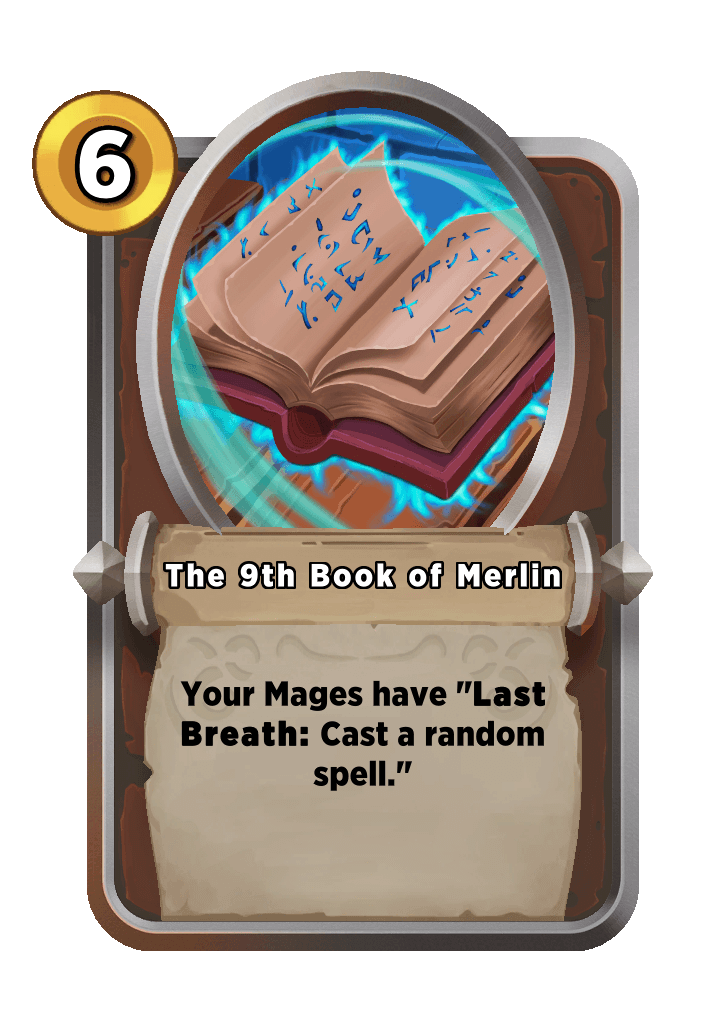 6
The 9th Book of Merlin
Your Mages have "Last
Breath: Cast a random
spell."